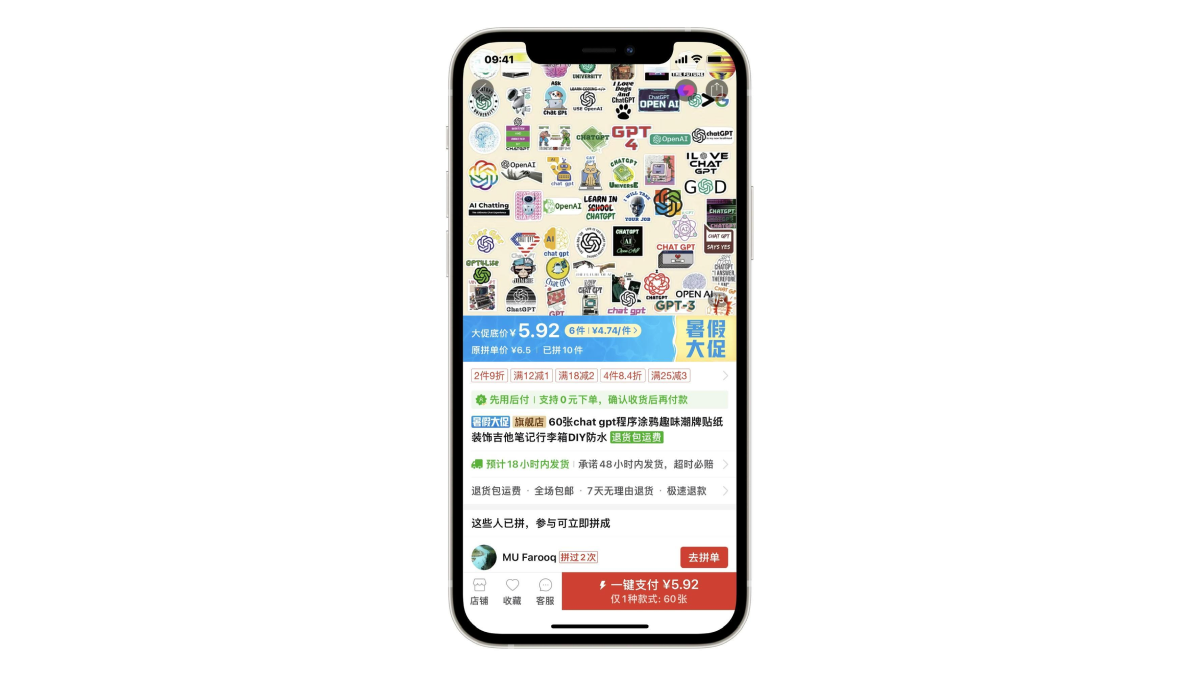 09:41
UNIVERSITY
THE FUTURE
ASk
Chat Gpt
LEARN CODING
USE OpenAI
I Love
Dogs
And
ChatGPT
ChatGPT
OPEN AI
CHATGPT
CHATGPT
GPT
4
OpenAI
chatGPT
OpenAI
AI
chat gpt
CHATGPT
UNIVERSE
I LOVE
CHAT
GPT
GOD
AI Chatting
OpenAI
LEARN IN
SCHOOL
CHATGPT
I WILL TAKE
YOUR JOB
CHATGPT
Chat GPT
AI
chat gpt
CHATGPT
AI
Open AI
CHAT GPT
CHAT GPT
SAYS YES
GPT4Life
Chat GPT
CHATGPT
"I ANSWER,
THEREFORE
ChatGPT
GPT
CHAT GPT
chat gpt
CHATGPT
OPEN AI
GPT-3
大促底价¥5.92 6件 ¥4.74/件 >
暑假
大促
原拼单价 ¥6.5 已拼10件
2件9折 满12减1 满18减2 4件8.4折 满25减3
先用后付 支持0元下单，确认收货后再付款
暑假大促 旗舰店 60张chat gpt程序涂鸦趣味潮牌贴纸
装饰吉他笔记行李箱DIY防水 退货包运费
预计18小时内发货 承诺48小时内发货，超时必赔
退货包运费 · 全场包邮 · 7天无理由退货 · 极速退款
这些人已拼，参与可立即拼成
MU Farooq 拼过2次 去拼单
店铺 收藏 客服
一键支付 ¥5.92
仅1种款式: 60张